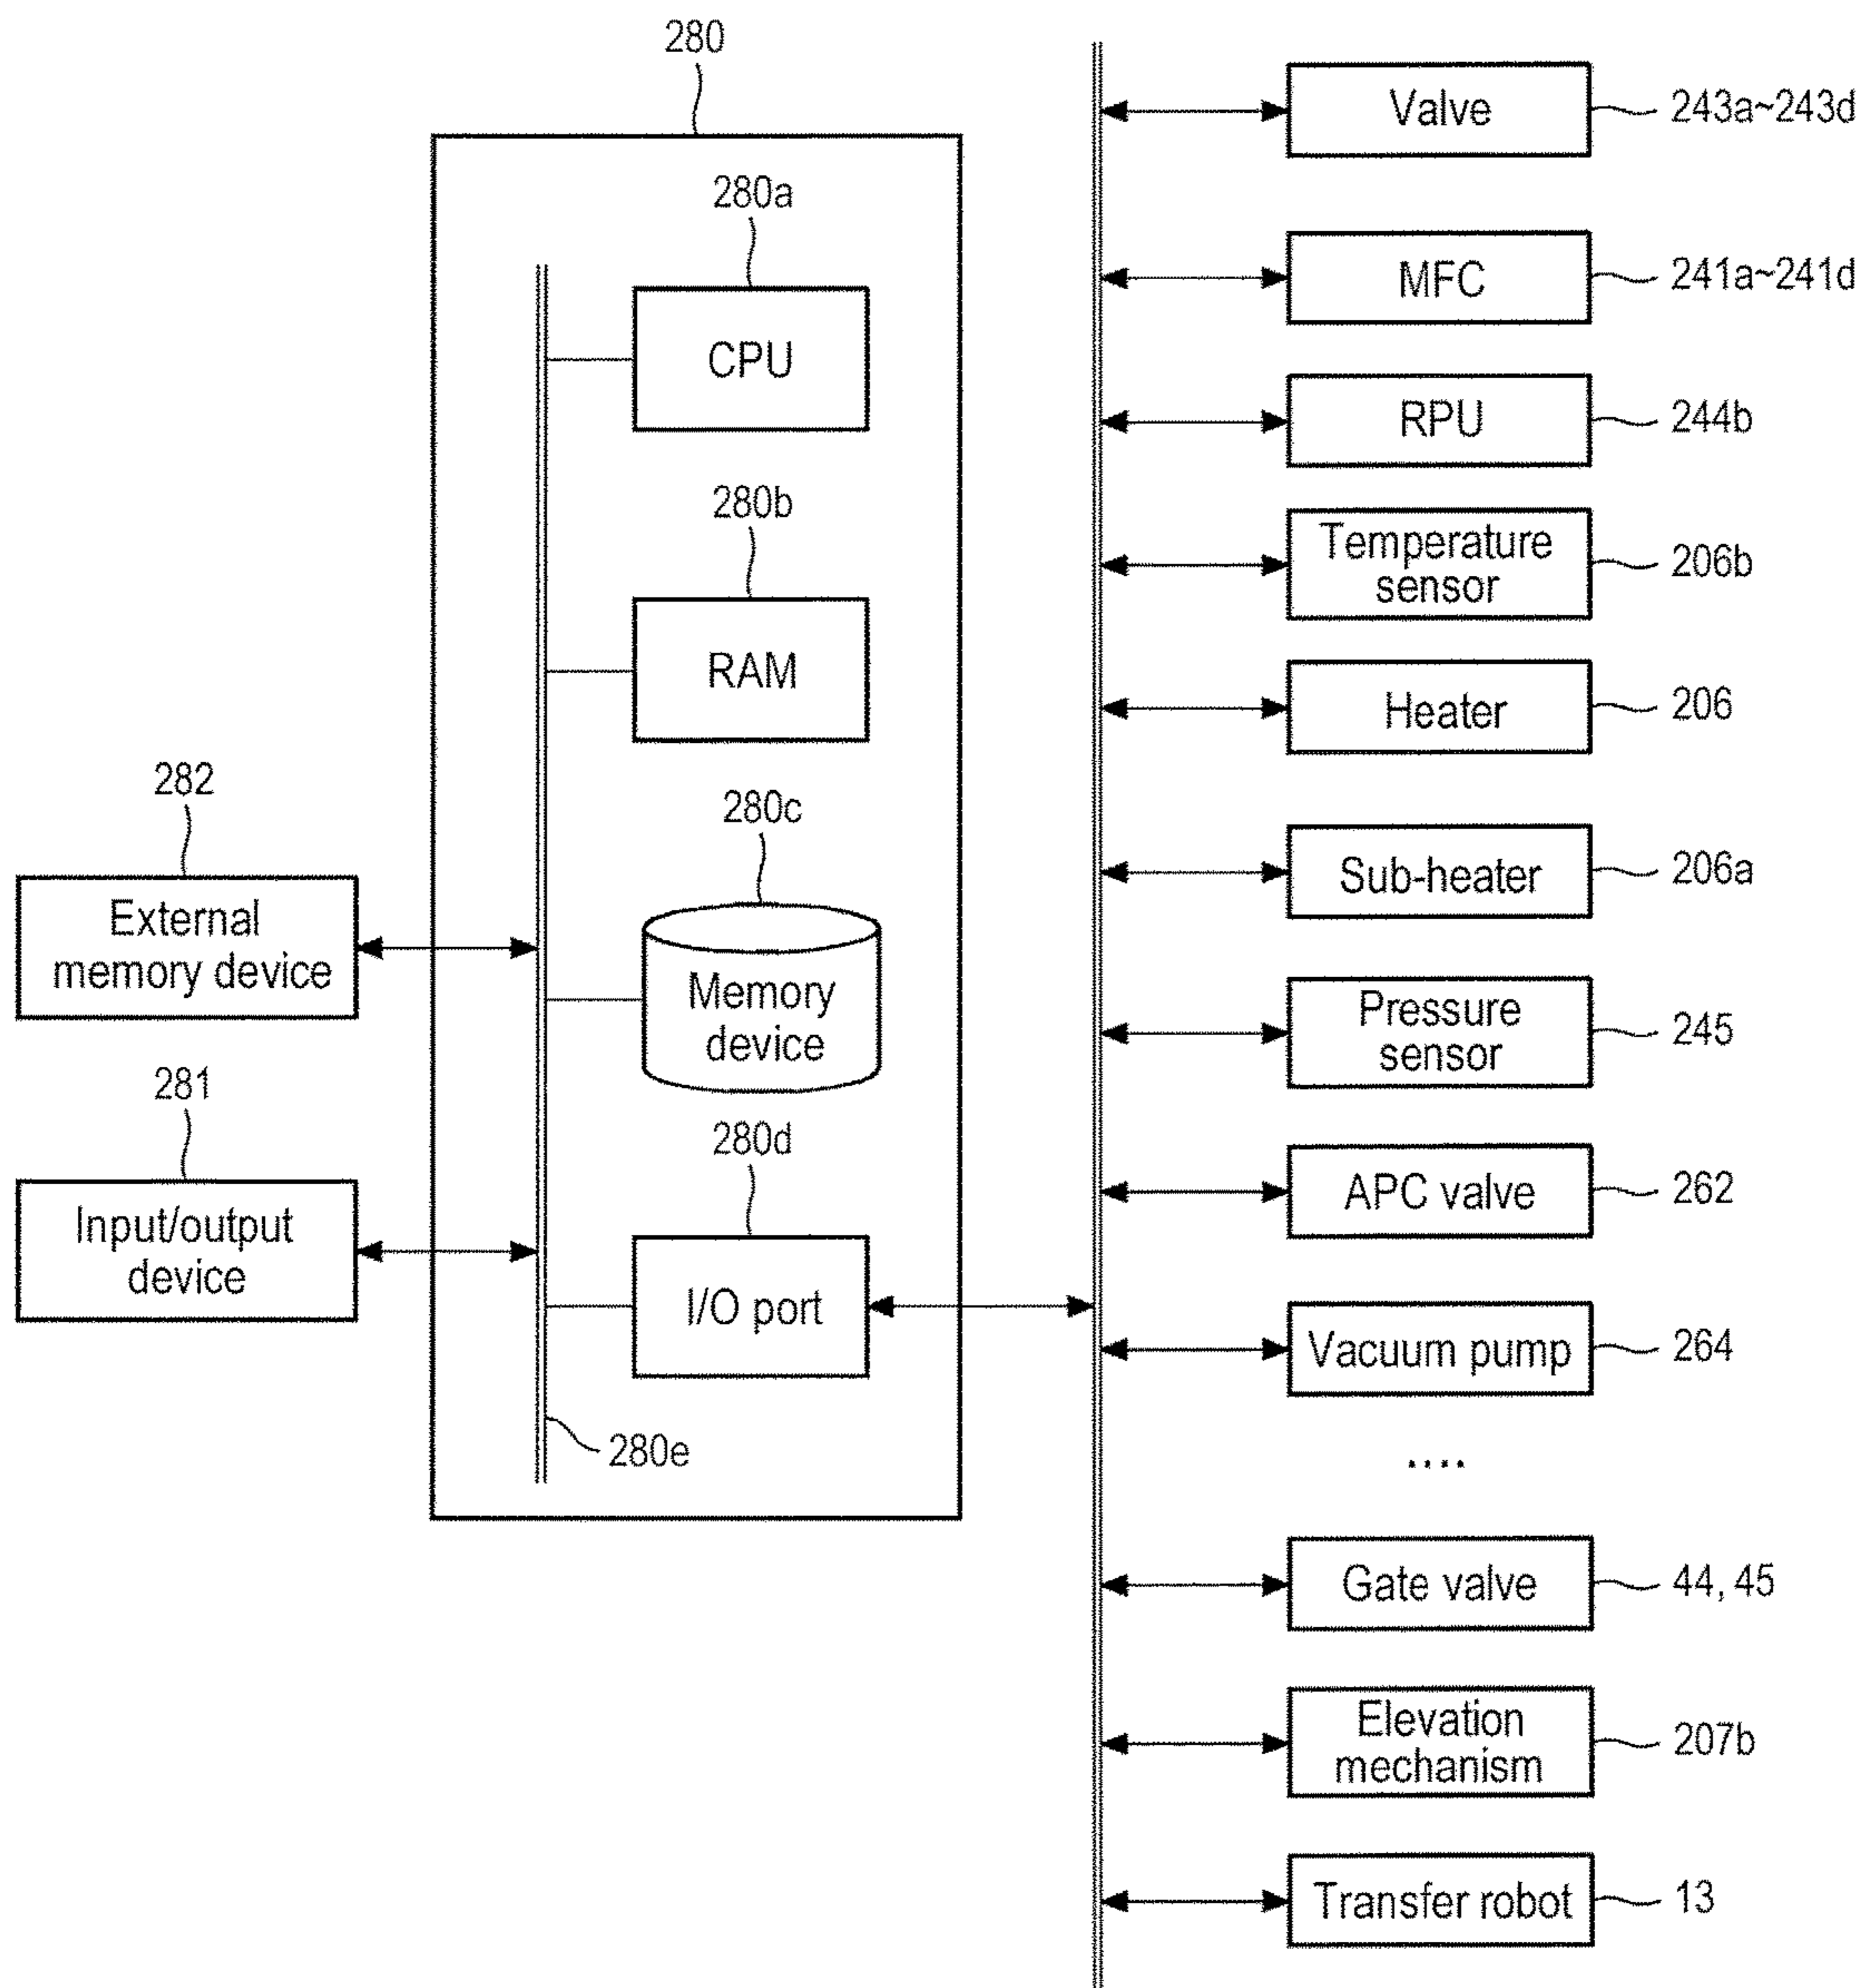 280
280a
CPU
280b
RAM
280c
Memory
device
280d
I/O port
280e
282
External
memory device
281
Input/output
device
Valve
243a~243d
MFC
241a~241d
RPU
244b
Temperature
sensor
206b
Heater
206
Sub-heater
206a
Pressure
sensor
245
APC valve
262
Vacuum pump
264
....
Gate valve
44, 45
Elevation
mechanism
207b
Transfer robot
13